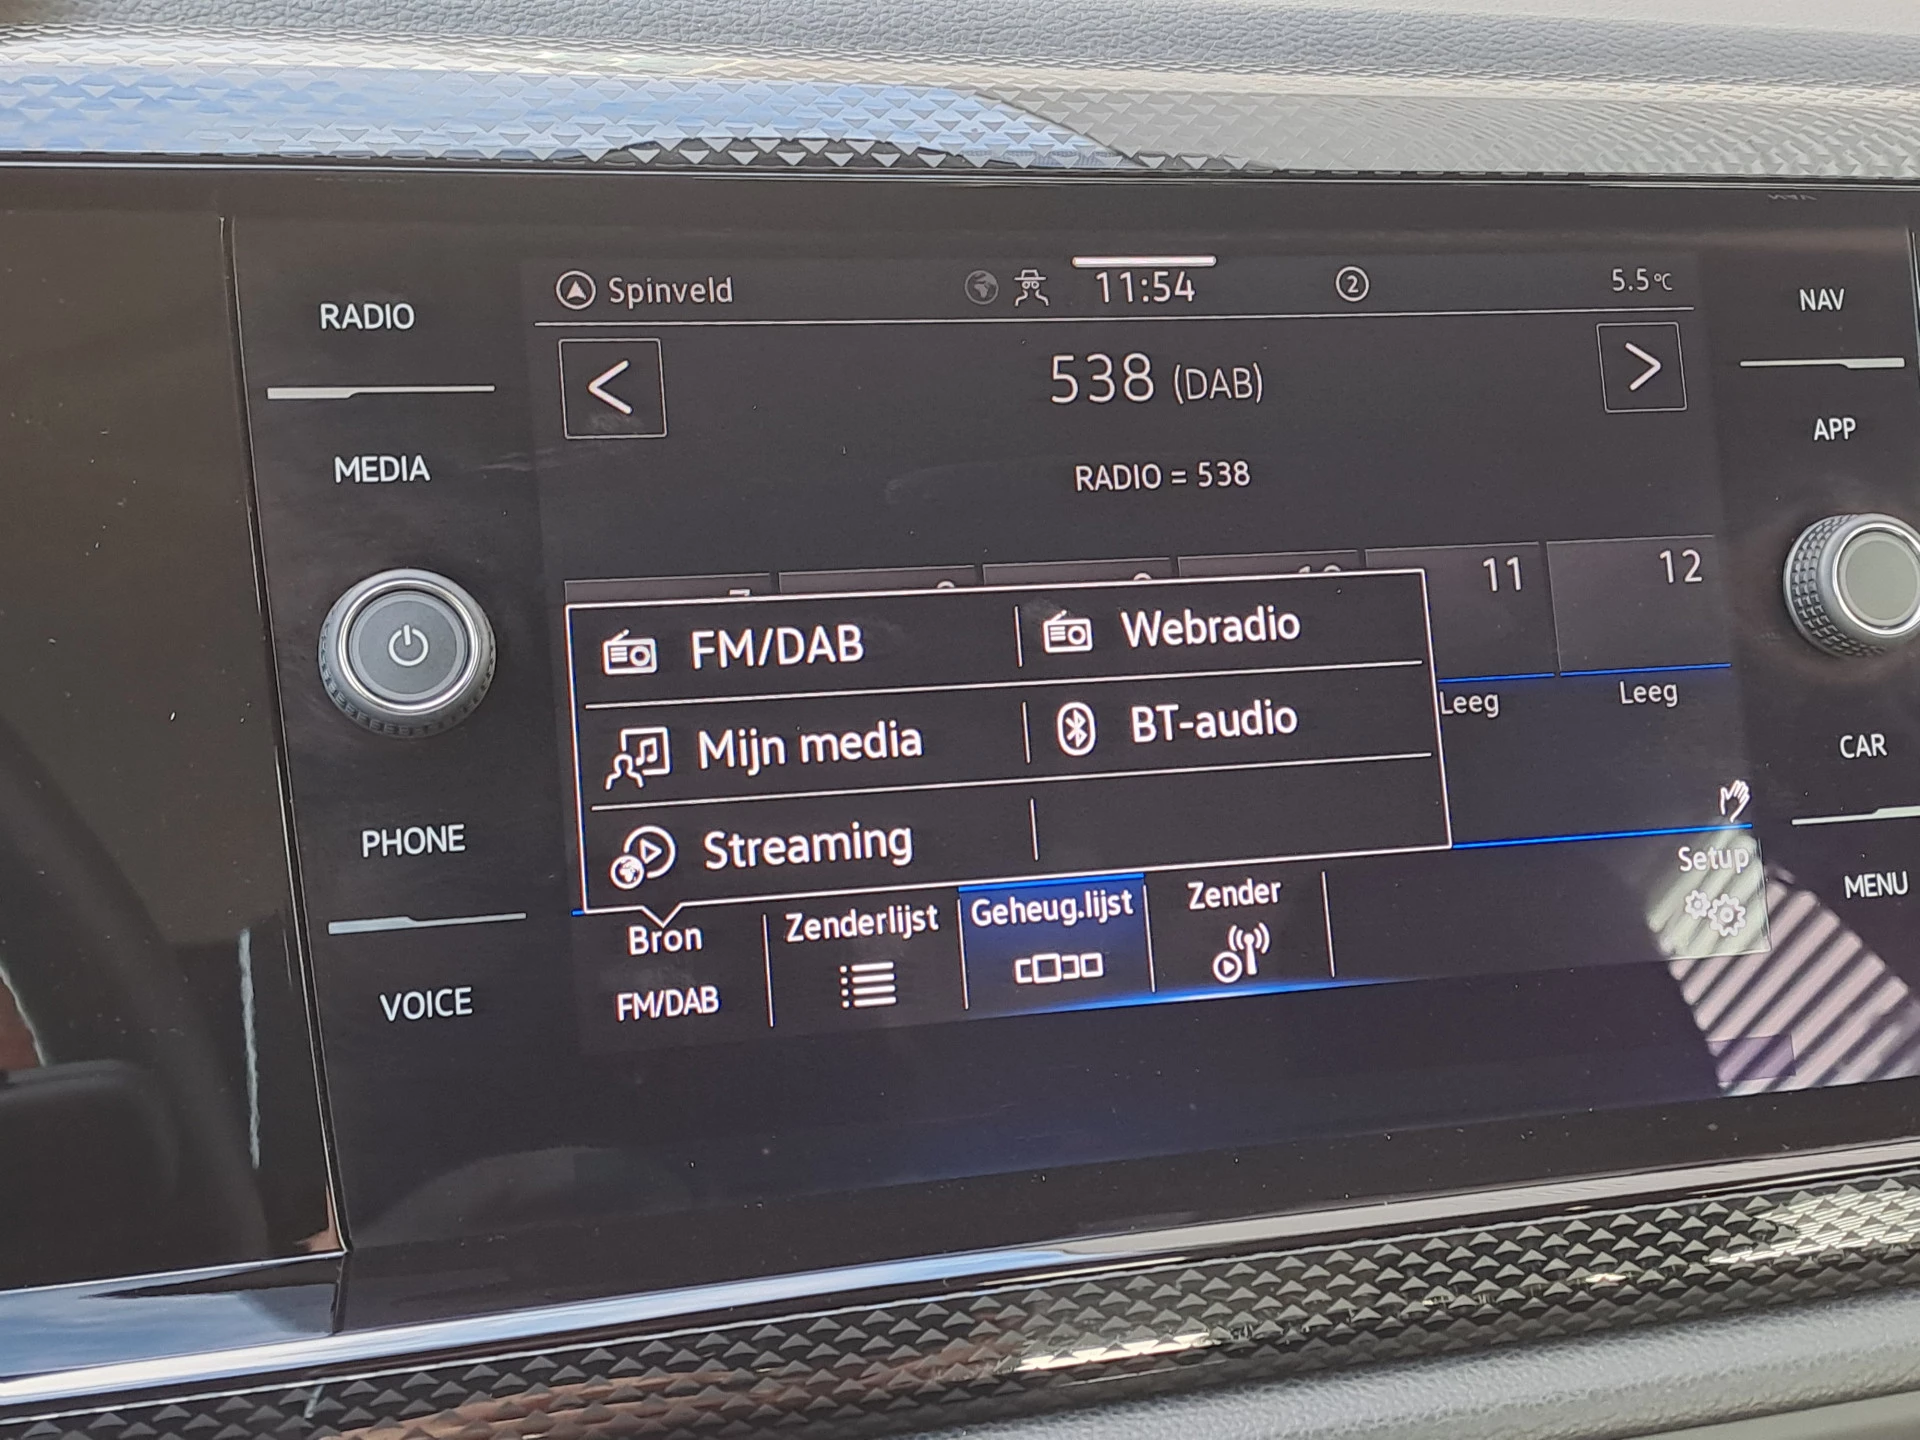 Spinveld 11:54 2 5.5 °C
RADIO
NAV
< 538 (DAB) >
MEDIA
APP
RADIO = 538
11 12
FM/DAB Webradio
Leeg Leeg
Mijn media BT-audio
CAR
PHONE
Streaming
Setup
MENU
Bron Zenderlijst Geheug.lijst Zender
FM/DAB
VOICE